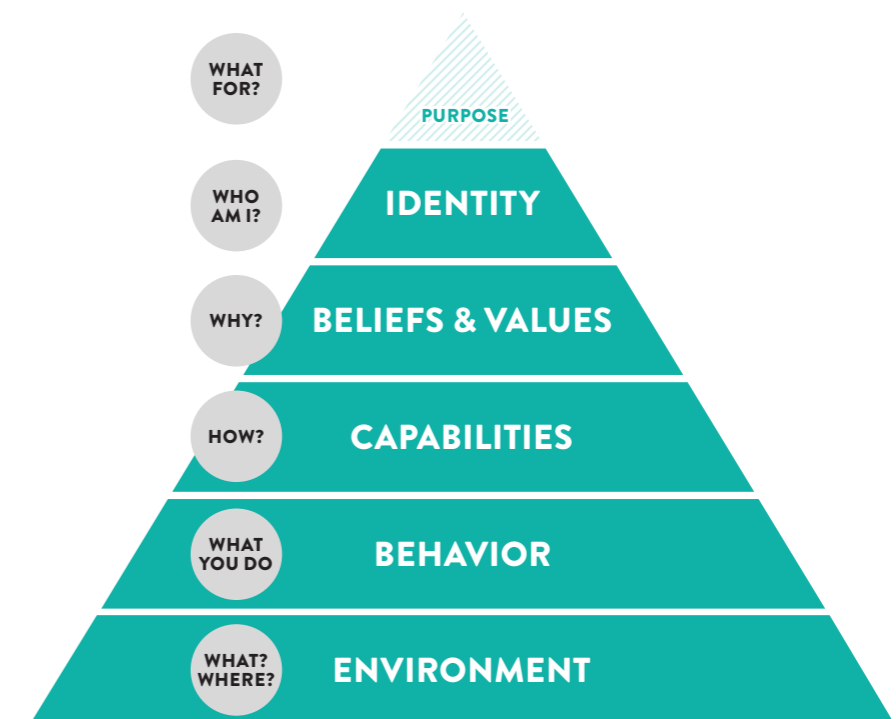 WHAT
FOR?
PURPOSE
WHO
AM I?
IDENTITY
WHY?
BELIEFS & VALUES
HOW?
CAPABILITIES
WHAT
YOU DO
BEHAVIOR
WHAT?
WHERE?
ENVIRONMENT